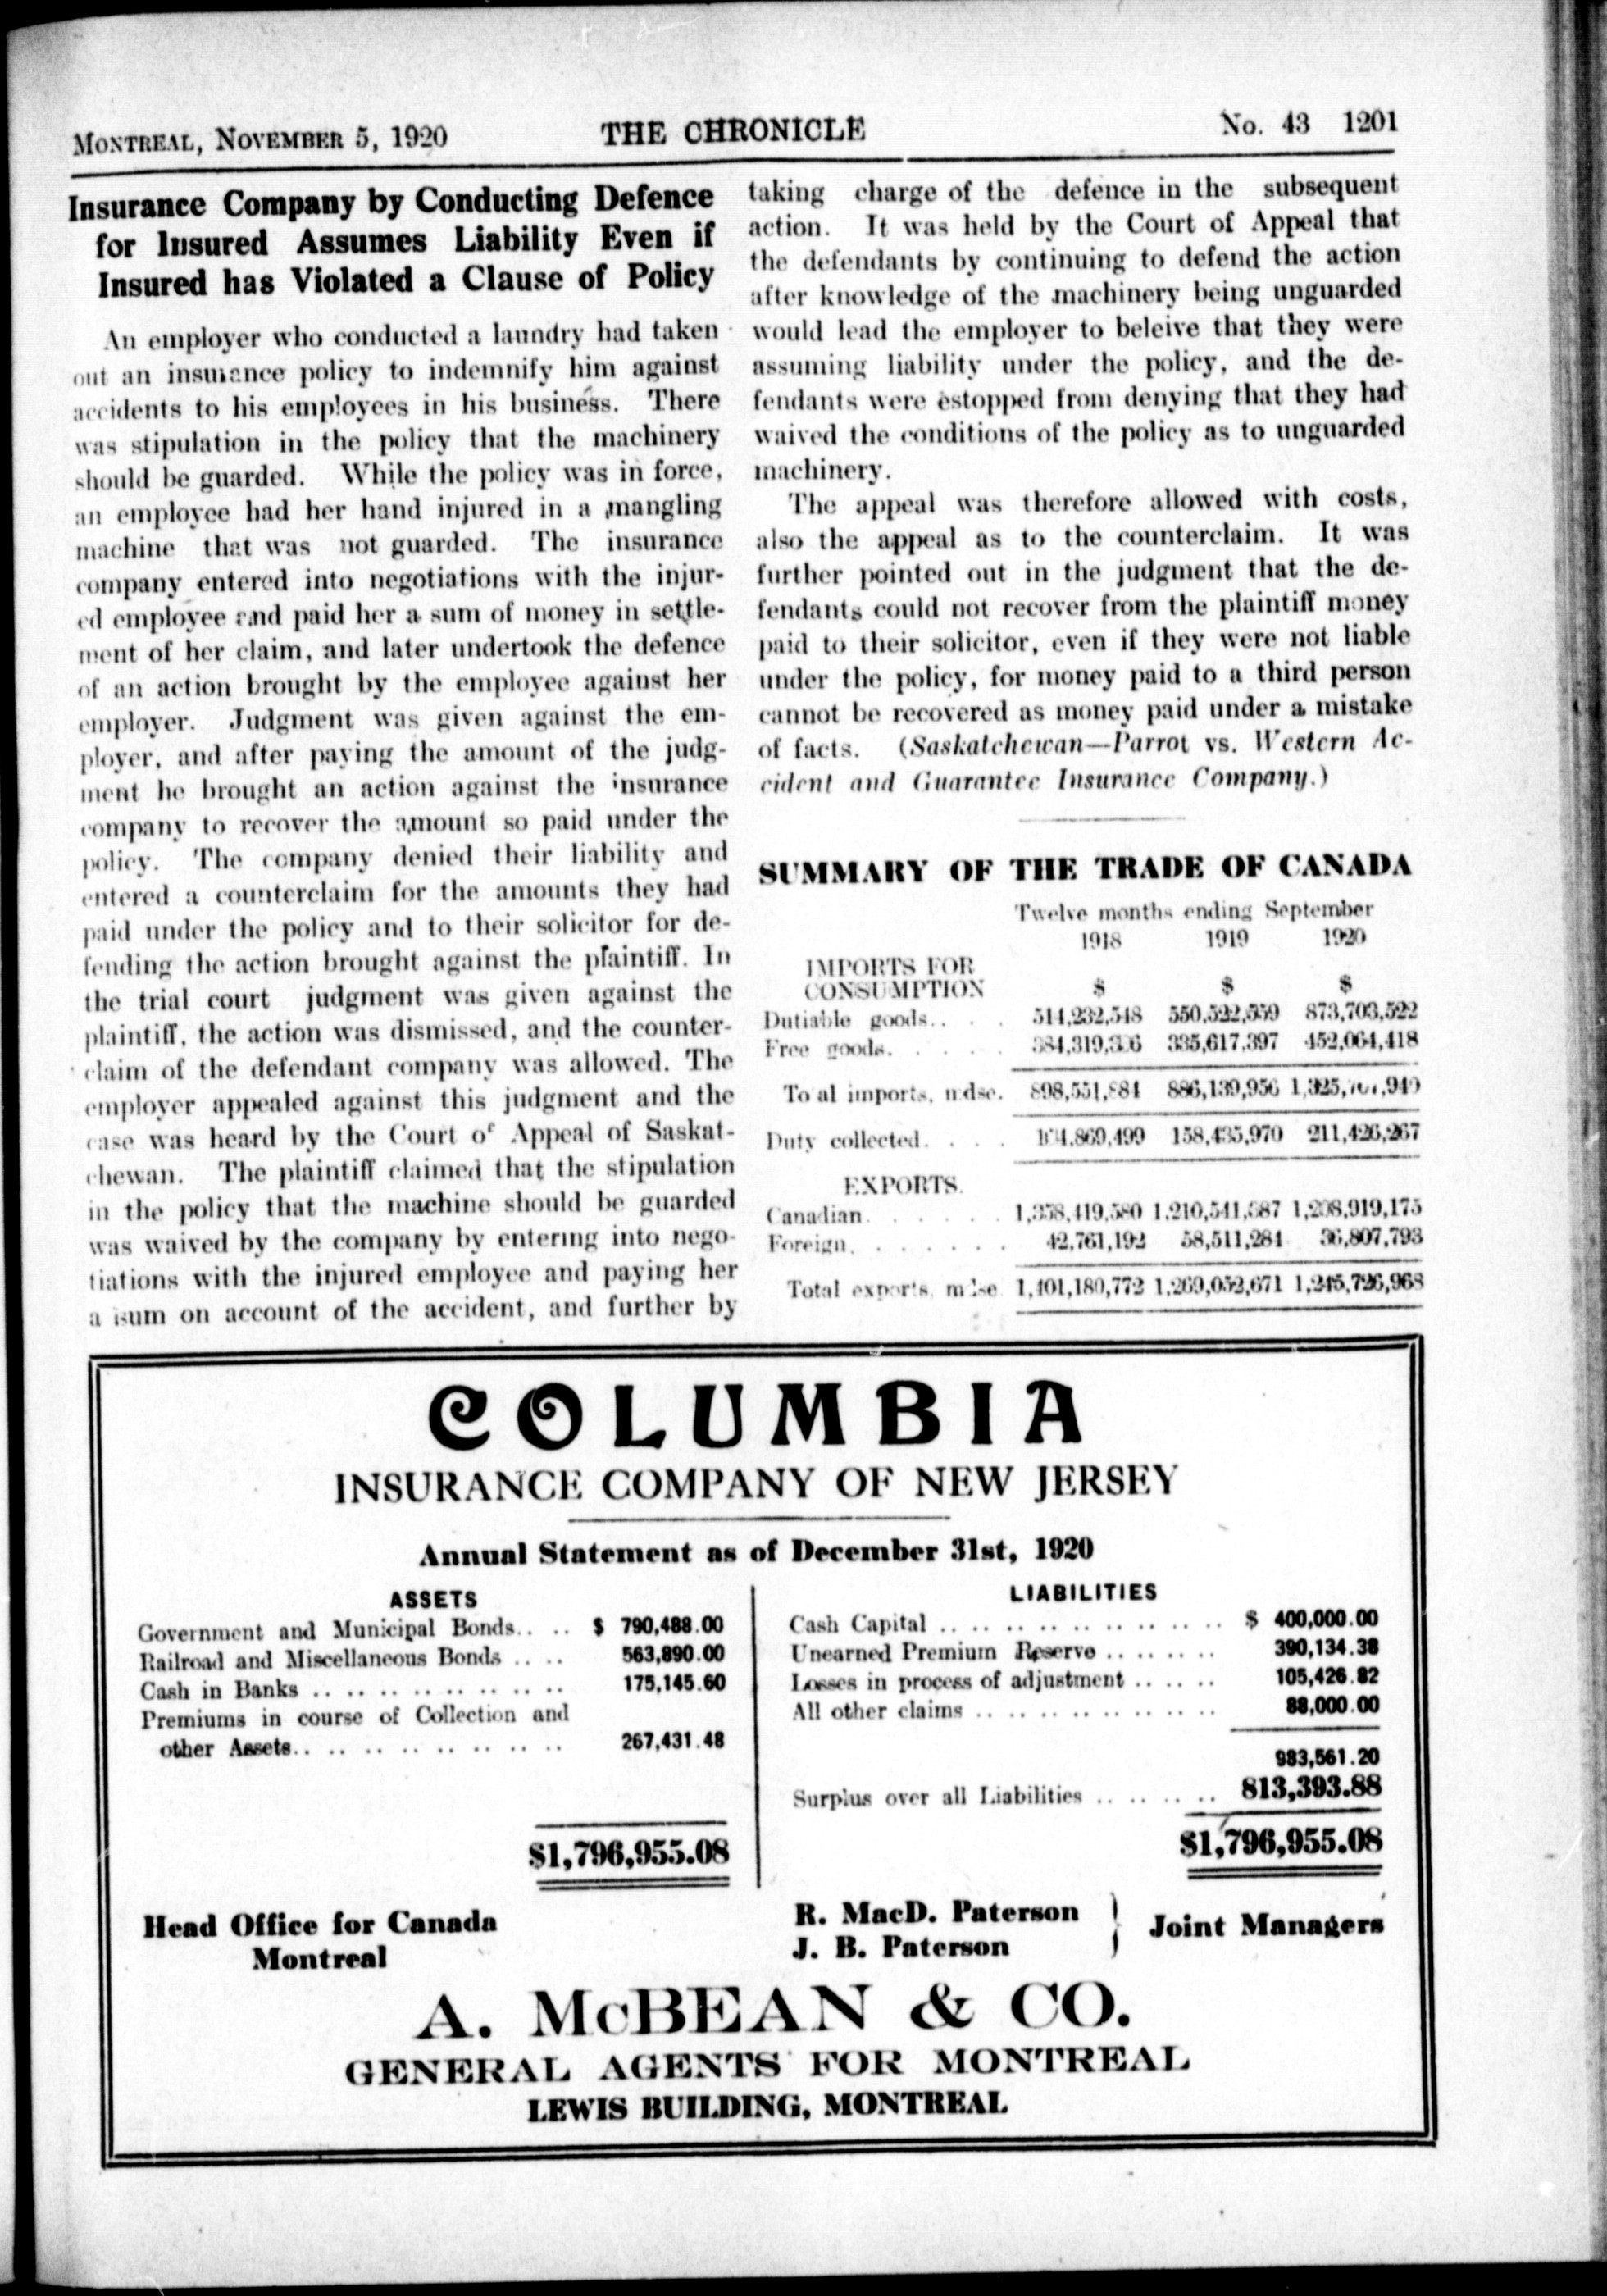 MONTREAL, NOVEMBER 5, 1920
THE CHRONICLE
No. 43 1201
Insurance Company by Conducting Defence
for Insured Assumes Liability Even if
Insured has Violated a Clause of Policy
An employer who conducted a laundry had taken
out an insurance policy to indemnify him against
accidents to his employees in his business. There
was stipulation in the policy that the machinery
should be guarded. While the policy was in force,
an employee had her hand injured in a mangling
machine that was not guarded. The insurance
company entered into negotiations with the injur-
ed employee and paid her a sum of money in settle-
ment of her claim, and later undertook the defence
of an action brought by the employee against her
employer. Judgment was given against the em-
ployer, and after paying the amount of the judg-
ment he brought an action against the insurance
company to recover the amount so paid under the
policy. The company denied their liability and
entered a counterclaim for the amounts they had
paid under the policy and to their solicitor for de-
fending the action brought against the plaintiff. In
the trial court judgment was given against the
plaintiff, the action was dismissed, and the counter-
claim of the defendant company was allowed. The
employer appealed against this judgment and the
case was heard by the Court of Appeal of Saskat-
chewan. The plaintiff claimed that the stipulation
in the policy that the machine should be guarded
was waived by the company by entering into nego-
tiations with the injured employee and paying her
a sum on account of the accident, and further by
taking charge of the defence in the subsequent
action. It was held by the Court of Appeal that
the defendants by continuing to defend the action
after knowledge of the machinery being unguarded
would lead the employer to beleive that they were
assuming liability under the policy, and the de-
fendants were estopped from denying that they had
waived the conditions of the policy as to unguarded
machinery.
The appeal was therefore allowed with costs,
also the appeal as to the counterclaim. It was
further pointed out in the judgment that the de-
fendants could not recover from the plaintiff money
paid to their solicitor, even if they were not liable
under the policy, for money paid to a third person
cannot be recovered as money paid under a mistake
of facts. (Saskatchewan—Parrot vs. Western Ac-
cident and Guarantee Insurance Company.)
SUMMARY OF THE TRADE OF CANADA
Twelve months ending September
1918 1919 1920
IMPORTS FOR
CONSUMPTION $ $ $
Dutiable goods.. . . 514,232,548 550,522,559 873,703,522
Free goods. . . . . . 335,617,397 452,064,418
Total imports, mdse. 886,139,956
Duty collected. . . . 158,435,970 211,426,267
EXPORTS.
Canadian. . . . . . 1,358,419,580 1,208,919,175
Foreign. . . . . . . 42,761,192 58,511,284 36,807,793
Total exports, mdse 1,401,180,772 1,269,052,671 1,245,726,968
COLUMBIA
INSURANCE COMPANY OF NEW JERSEY
Annual Statement as of December 31st, 1920
ASSETS
Government and Municipal Bonds.. .. $ 790,488.00
Railroad and Miscellaneous Bonds .. .. 563,890.00
Cash in Banks .. .. .. .. .. .. .. 175,145.60
Premiums in course of Collection and
other Assets.. .. .. .. .. .. .. .. 267,431.48
$1,796,955.08
LIABILITIES
Cash Capital .. .. .. .. .. .. .. .. .. $ 400,000.00
Unearned Premium Reserve .. .. .. .. 390,134.38
Losses in process of adjustment .. .. .. 105,426.82
All other claims .. .. .. .. .. .. .. .. 88,000.00
983,561.20
Surplus over all Liabilities .. .. .. .. 813,393.88
$1,796,955.08
Head Office for Canada
Montreal
R. MacD. Paterson
J. B. Paterson
Joint Managers
A. McBEAN & CO.
GENERAL AGENTS FOR MONTREAL
LEWIS BUILDING, MONTREAL